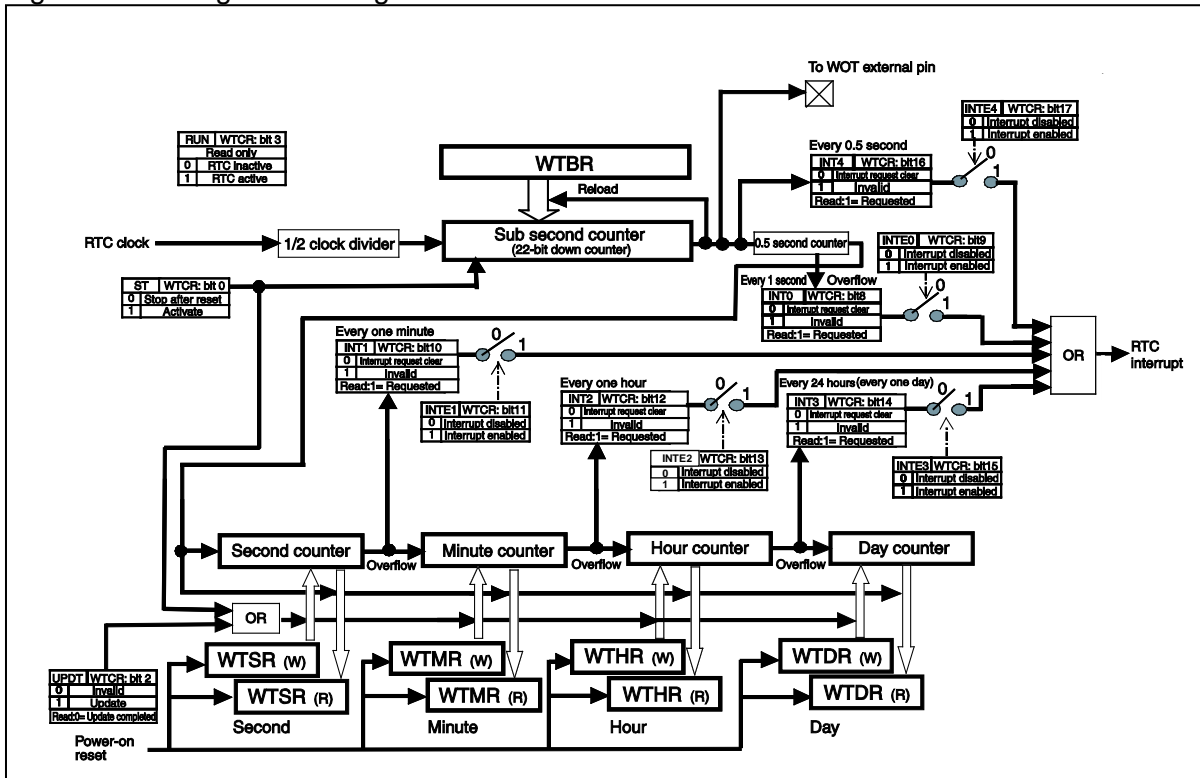 To WOT external pin
RUN WTCR: bit 3
Read only
0 RTC inactive
1 RTC active
WTBR
Reload
Every 0.5 second
INT4 WTCR: bit16
0 Interrupt request clear
1 Invalid
Read:1= Requested
INTE4 WTCR: bit17
0 Interrupt disabled
1 Interrupt enabled
0
1
RTC clock
1/2 clock divider
Sub second counter
(22-bit down counter)
0.5 second counter
INTE0 WTCR: bit9
0 Interrupt disabled
1 Interrupt enabled
ST WTCR: bit 0
0 Stop after reset
1 Activate
Every 1 second
Overflow
INT0 WTCR: bit8
0 Interrupt request clear
1 Invalid
Read:1= Requested
0
1
Every one minute
INT1 WTCR: bit10
0 Interrupt request clear
1 Invalid
Read:1= Requested
0
1
INTE1 WTCR: bit11
0 Interrupt disabled
1 Interrupt enabled
OR
RTC
interrupt
Every one hour
INT2 WTCR: bit12
0 Interrupt request clear
1 Invalid
Read:1= Requested
0
1
INTE2 WTCR: bit13
0 Interrupt disabled
1 Interrupt enabled
Every 24 hours (every one day)
INT3 WTCR: bit14
0 Interrupt request clear
1 Invalid
Read:1= Requested
0
1
INTE3 WTCR: bit15
0 Interrupt disabled
1 Interrupt enabled
Second counter
Overflow
Minute counter
Overflow
Hour counter
Overflow
Day counter
OR
UPDT WTCR: bit 2
0 Invalid
1 Update
Read:0= Update completed
WTSR (W)
WTSR (R)
Second
WTMR (W)
WTMR (R)
Minute
WTHR (W)
WTHR (R)
Hour
WTDR (W)
WTDR (R)
Day
Power-on
reset